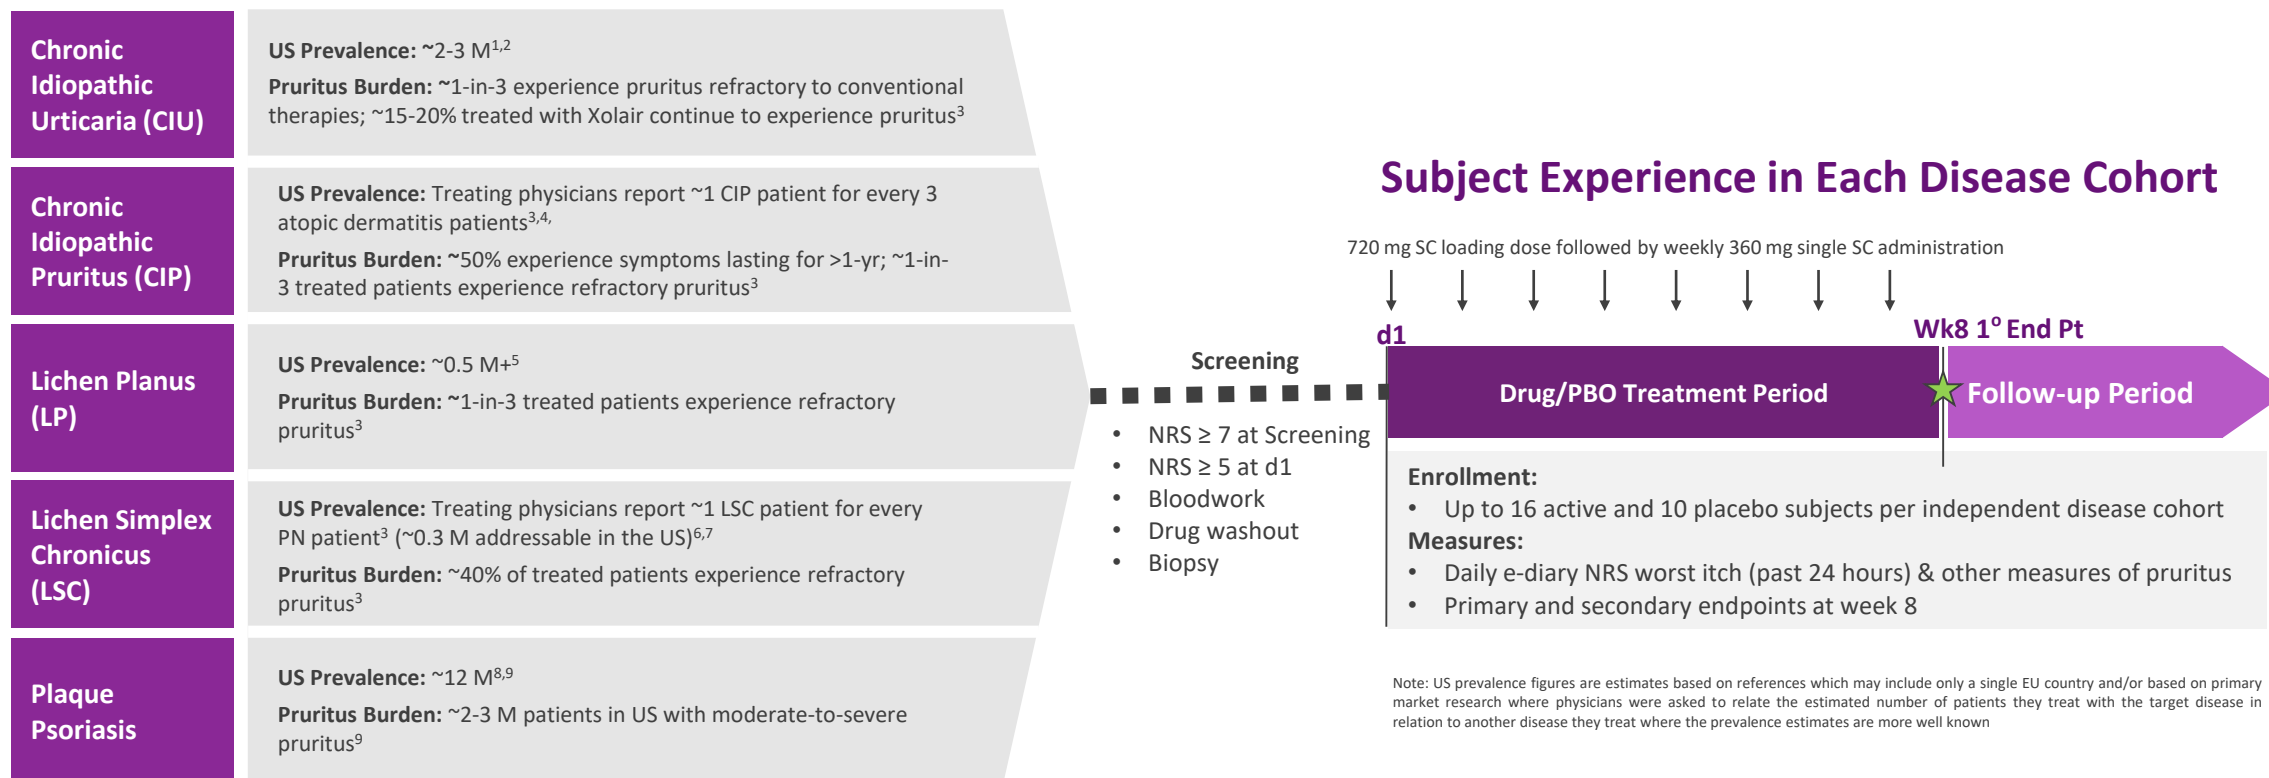 Chronic
Idiopathic
Urticaria (CIU)
US Prevalence: ~2-3 M1,2
Pruritus Burden: ~1-in-3 experience pruritus refractory to conventional
therapies; ~15-20% treated with Xolair continue to experience pruritus3
Chronic
Idiopathic
Pruritus (CIP)
US Prevalence: Treating physicians report ~1 CIP patient for every 3
atopic dermatitis patients3,4,
Pruritus Burden: ~50% experience symptoms lasting for >1-yr; ~1-in-
3 treated patients experience refractory pruritus3
Lichen Planus
(LP)
US Prevalence: ~0.5 M+5
Pruritus Burden: ~1-in-3 treated patients experience refractory
pruritus3
Lichen Simplex
Chronicus
(LSC)
US Prevalence: Treating physicians report ~1 LSC patient for every
PN patient3 (~0.3 M addressable in the US)6,7
Pruritus Burden: ~40% of treated patients experience refractory
pruritus3
Plaque
Psoriasis
US Prevalence: ~12 M8,9
Pruritus Burden: ~2-3 M patients in US with moderate-to-severe
pruritus9
Screening
• NRS ≥ 7 at Screening
• NRS ≥ 5 at d1
• Bloodwork
• Drug washout
• Biopsy
Subject Experience in Each Disease Cohort
720 mg SC loading dose followed by weekly 360 mg single SC administration
d1
Wk8 1o End Pt
Drug/PBO Treatment Period
Follow-up Period
Enrollment:
• Up to 16 active and 10 placebo subjects per independent disease cohort
Measures:
• Daily e-diary NRS worst itch (past 24 hours) & other measures of pruritus
• Primary and secondary endpoints at week 8
Note: US prevalence figures are estimates based on references which may include only a single EU country and/or based on primary
market research where physicians were asked to relate the estimated number of patients they treat with the target disease in
relation to another disease they treat where the prevalence estimates are more well known